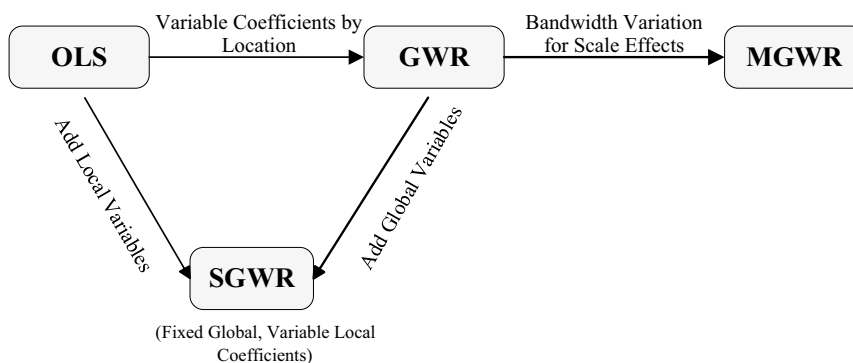 Variable Coefficients by
Location
Bandwidth Variation
for Scale Effects
OLS
GWR
MGWR
Add Local Variables
Add Global Variables
SGWR
(Fixed Global, Variable Local
Coefficients)